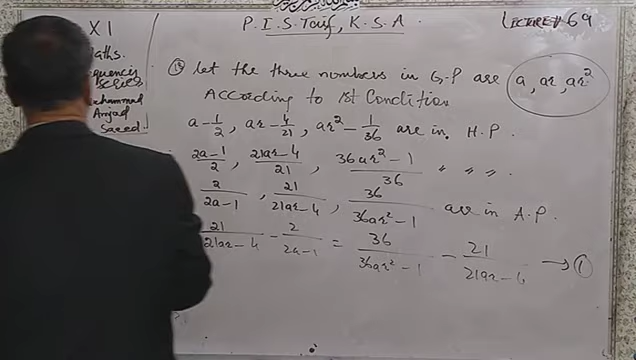 XI
P.I.S.Taif, K.S.A.
LECTURE# 69
Maths.
Sequences
Series
Muhammad
Amjad
Saeed.
let the three numbers in G.P are a, ar, ar²
According to 1st Condition
a-1/2, ar-4/21, ar²-1/36 are in H.P.
2a-1/2, 21ar-4/21, 36ar²-1/36 " " ".
2/2a-1, 21/21ar-4, 36/36ar²-1 are in A.P.
21/21ar-4 - 2/2a-1 = 36/36ar²-1 - 21/21ar-4 → ①